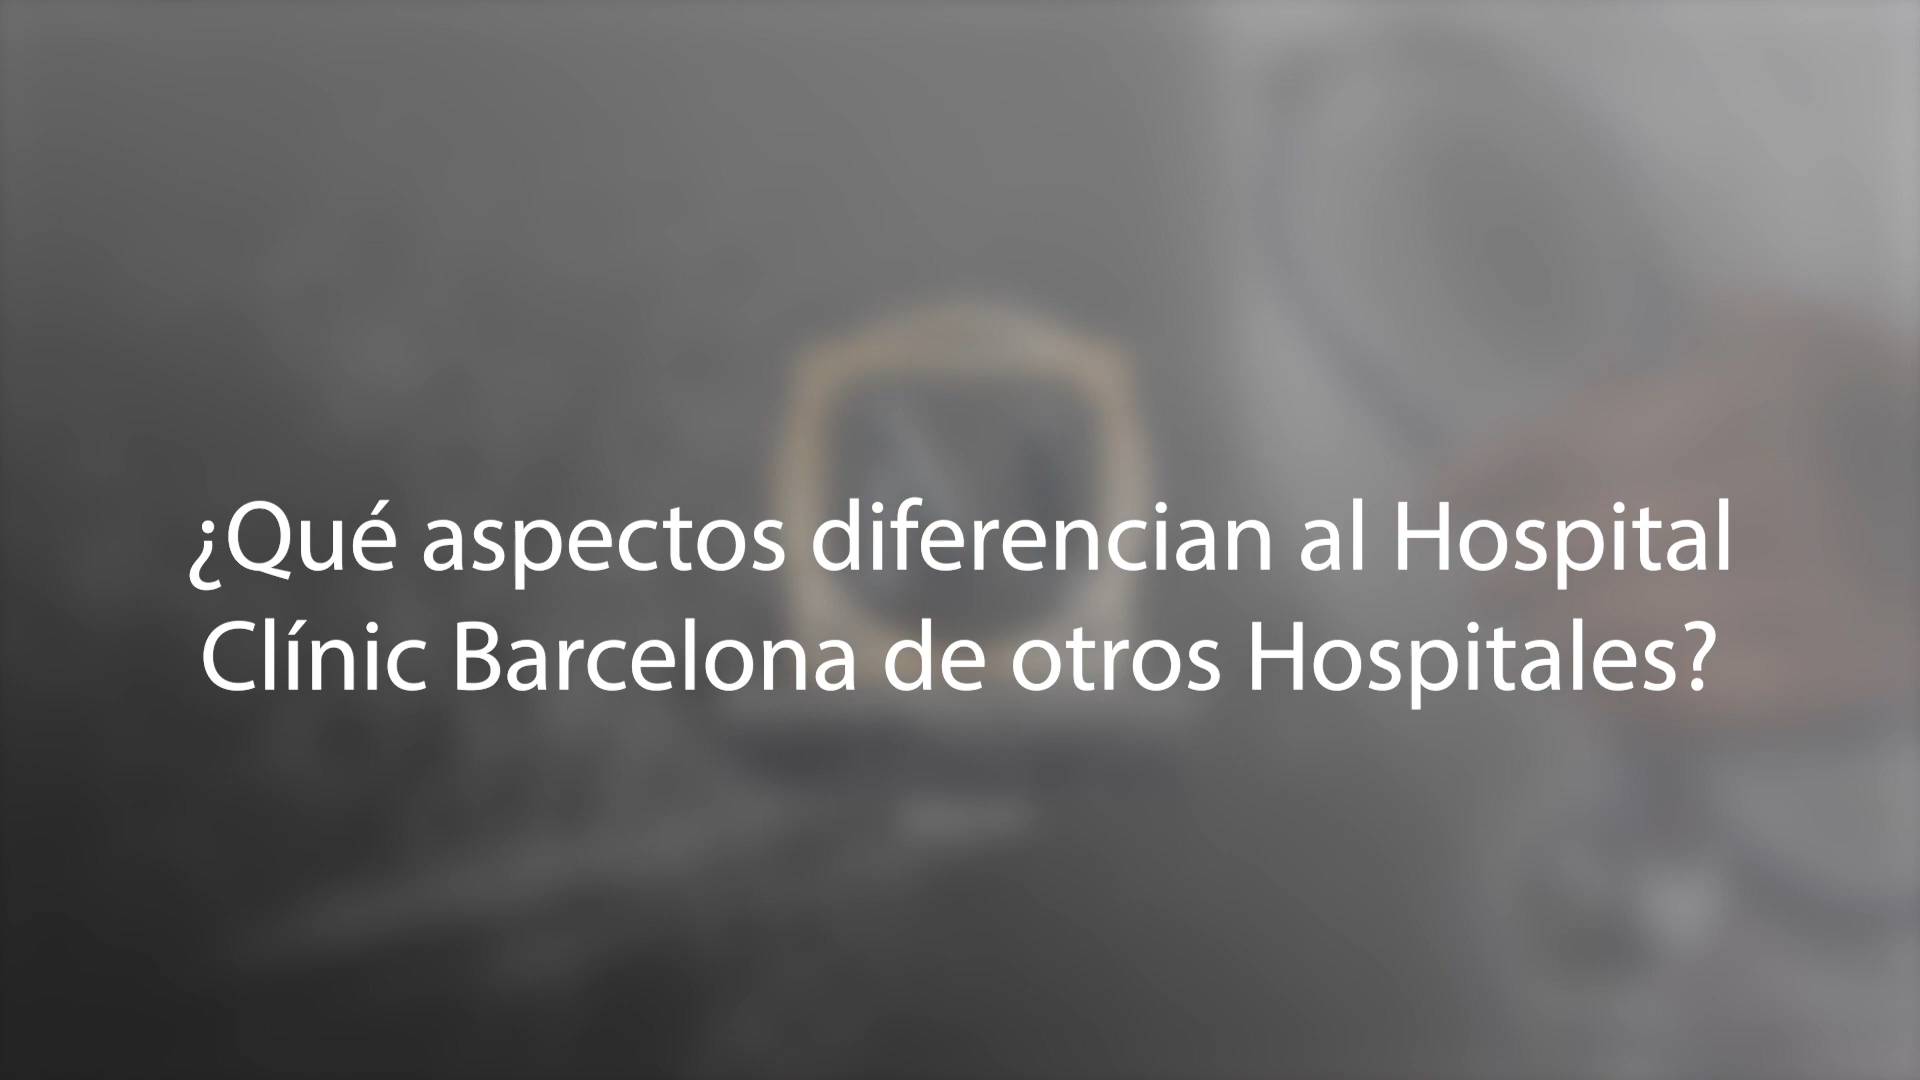 ¿Qué aspectos diferencian al Hospital
Clínic Barcelona de otros Hospitales?